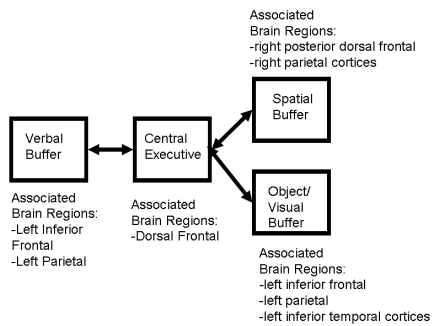 Associated
Brain Regions:
-right posterior dorsal frontal
-right parietal cortices
Spatial
Buffer
Verbal
Buffer
Central
Executive
Object/
Visual
Buffer
Associated
Brain Regions:
-Left Inferior
Frontal
-Left Parietal
Associated
Brain Regions:
-Dorsal Frontal
Associated
Brain Regions:
-left inferior frontal
-left parietal
-left inferior temporal cortices